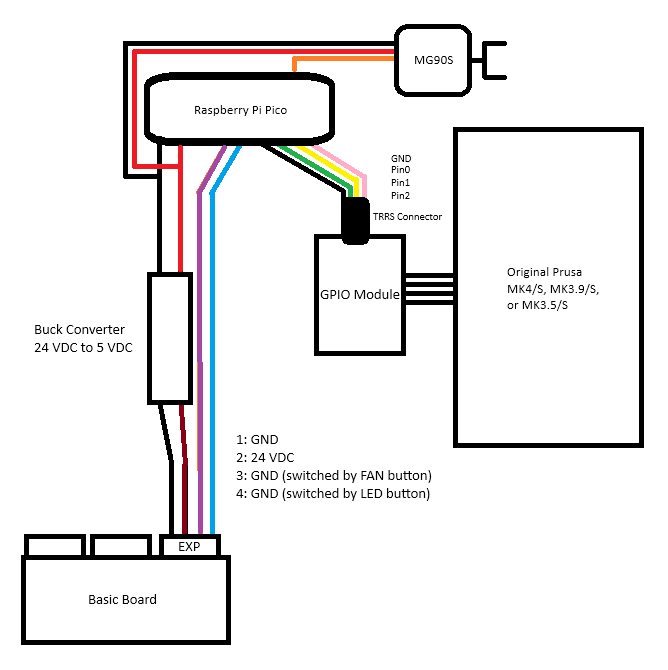 MG90S
Raspberry Pi Pico
GND
Pin0
Pin1
Pin2
TRRS Connector
GPIO Module
Original Prusa
MK4/S, MK3.9/S,
or MK3.5/S
Buck Converter
24 VDC to 5 VDC
1: GND
2: 24 VDC
3: GND (switched by FAN button)
4: GND (switched by LED button)
EXP
Basic Board